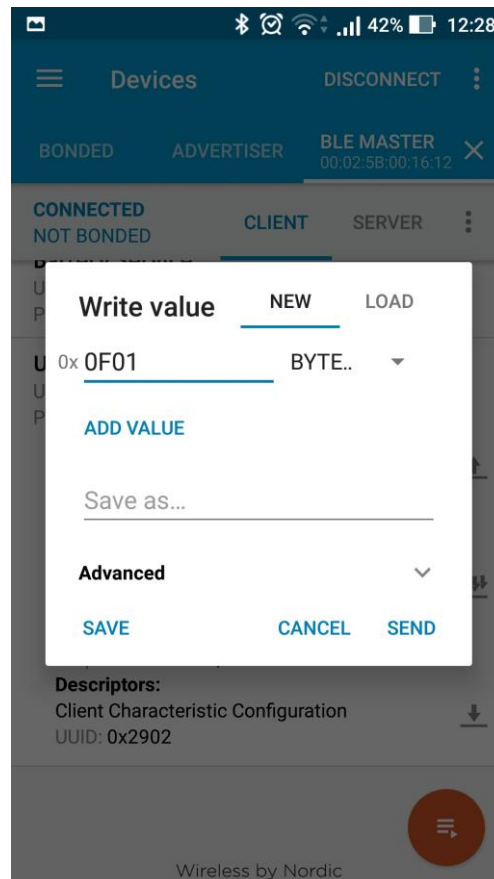 42% 12:28
Devices DISCONNECT
BONDED ADVERTISER BLE MASTER
00:02:5B:00:16:12
CONNECTED
NOT BONDED
CLIENT SERVER
U
P
Write value NEW LOAD
U
0x 0F01 BYTE..
U
P
ADD VALUE
Save as...
Advanced
SAVE CANCEL SEND
Descriptors:
Client Characteristic Configuration
UUID: 0x2902
Wireless by Nordic